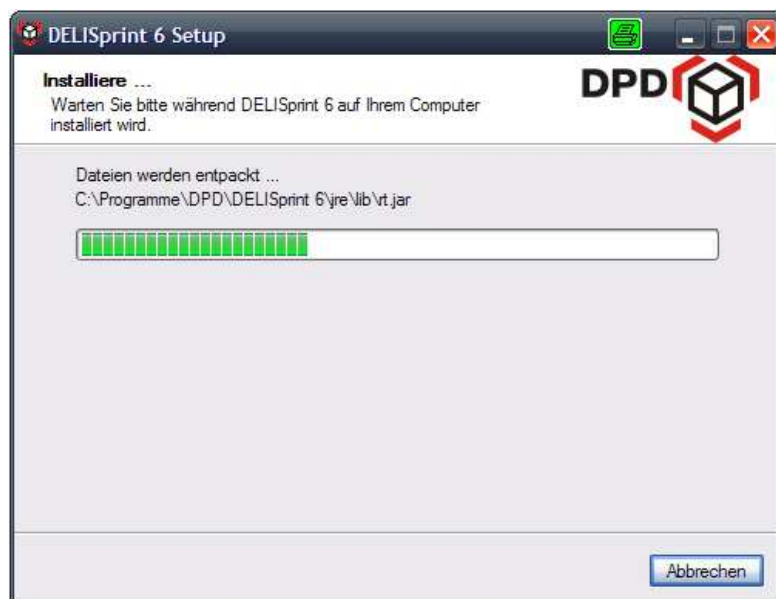 DELISprint 6 Setup
Installiere ...
Warten Sie bitte während DELISprint 6 auf Ihrem Computer
installiert wird.
DPD
Dateien werden entpackt ...
C:\Programme\DPD\DELISprint 6\jre\lib\rt.jar
Abbrechen